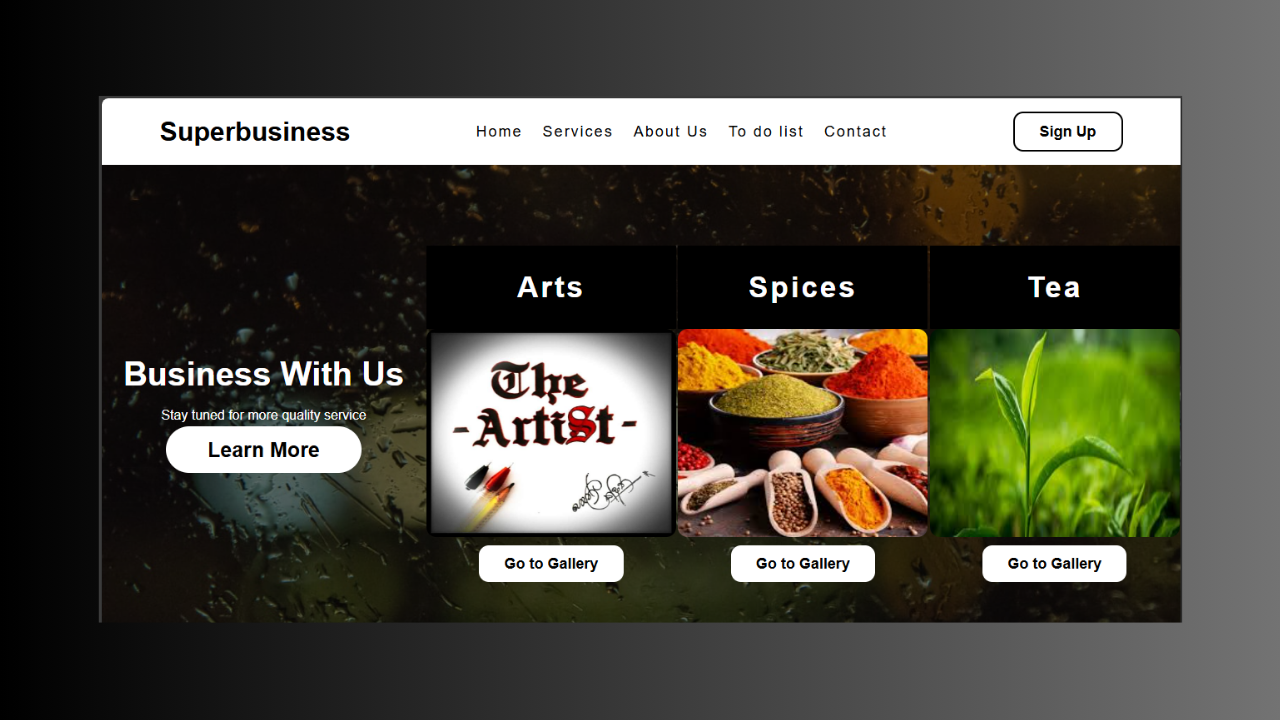 Superbusiness
Home Services About Us To do list Contact
Sign Up
Business With Us
Stay tuned for more quality service
Learn More
Arts
The
-ArtiSt-
Go to Gallery
Spices
Go to Gallery
Tea
Go to Gallery